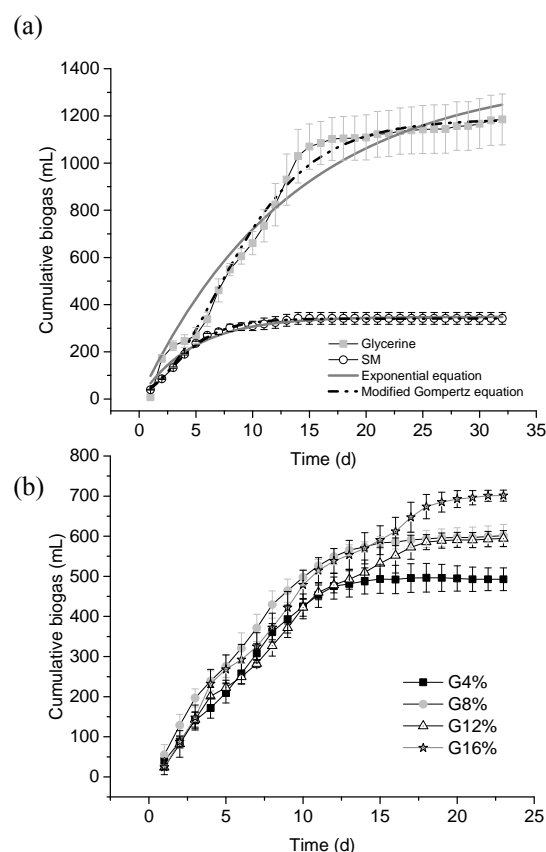 (a)
1400
1200
1000
800
600
400
200
0
Cumulative biogas (mL)
Glycerine
SM
Exponential equation
Modified Gompertz equation
0 5 10 15 20 25 30 35
Time (d)
(b)
800
700
600
500
400
300
200
100
0
Cumulative biogas (mL)
G4%
G8%
G12%
G16%
0 5 10 15 20 25
Time (d)